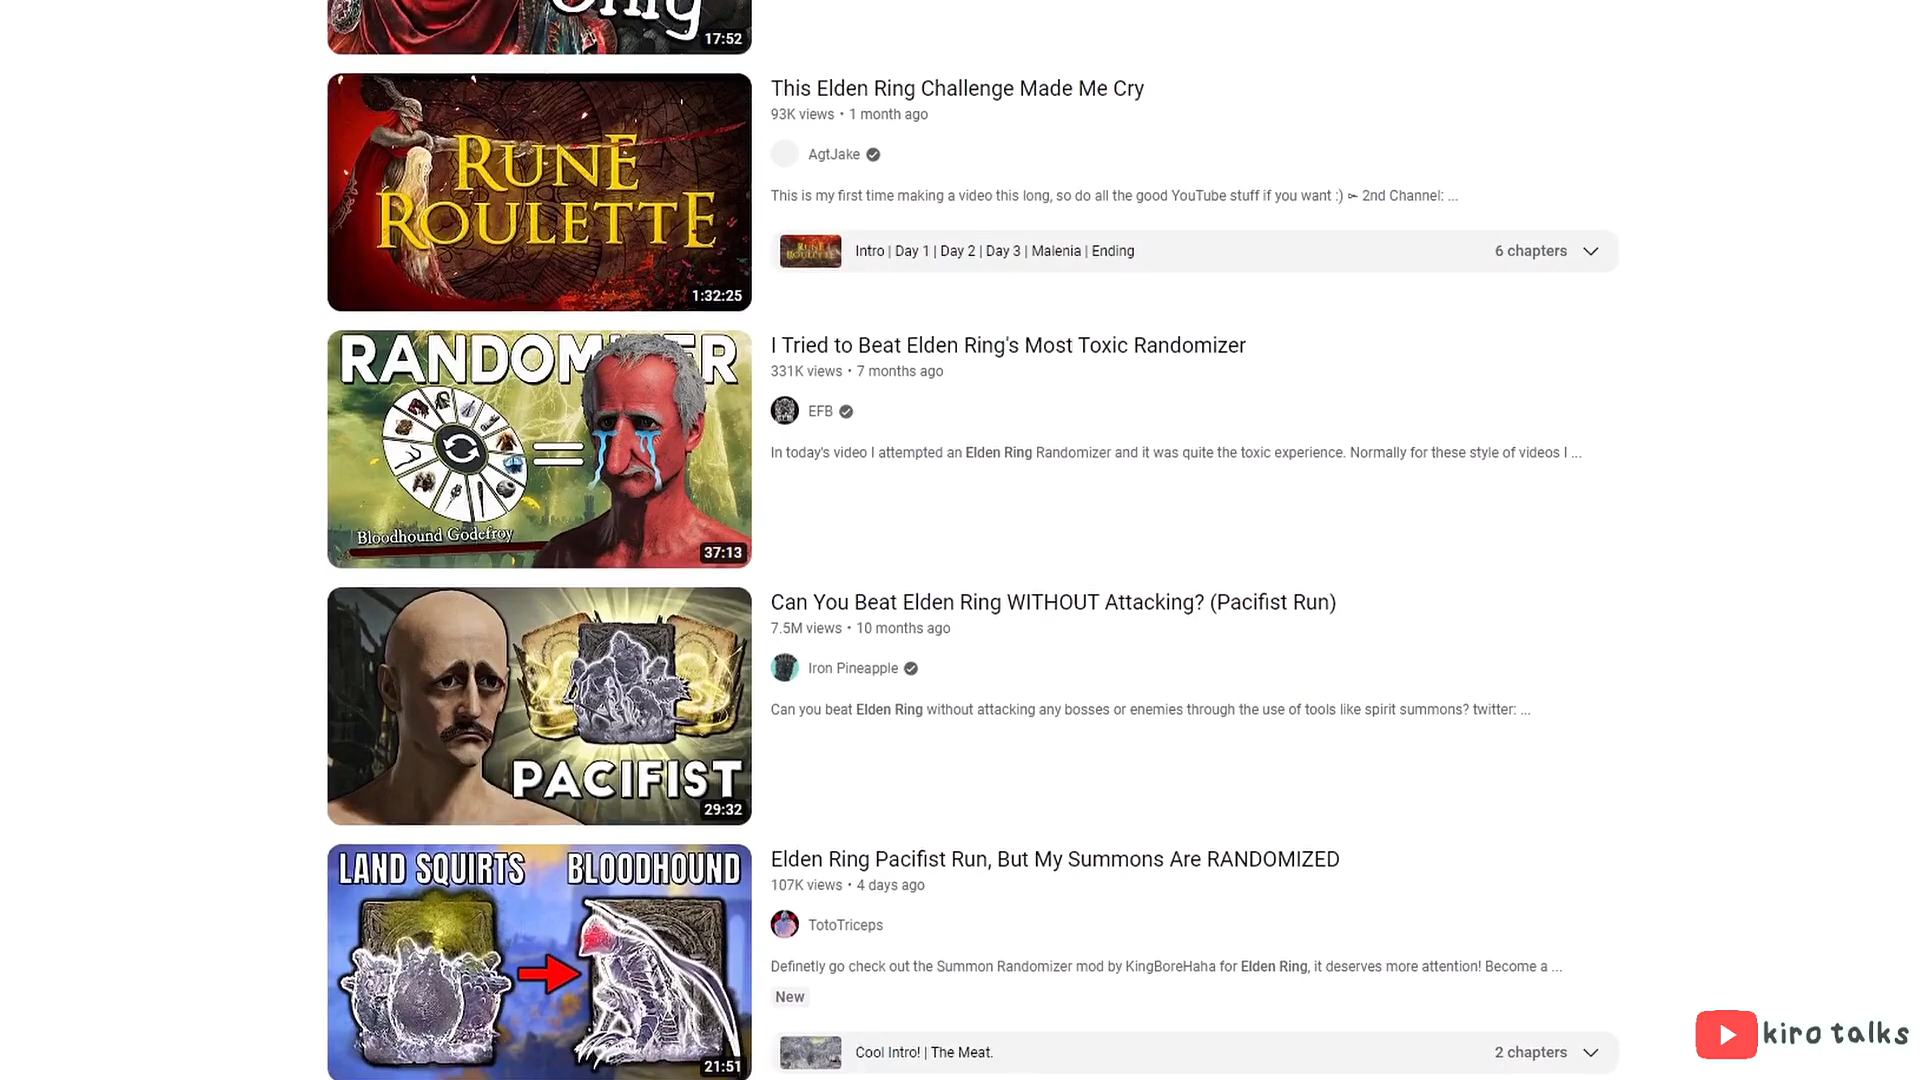 Only
17:52
RUNE
ROULETTE
1:32:25
This Elden Ring Challenge Made Me Cry
93K views • 1 month ago
AgtJake
This is my first time making a video this long, so do all the good YouTube stuff if you want :) ➳ 2nd Channel: ...
RUNE
ROULETTE
Intro | Day 1 | Day 2 | Day 3 | Malenia | Ending
6 chapters
RANDOMIZER
Bloodhound Godefroy
37:13
I Tried to Beat Elden Ring's Most Toxic Randomizer
331K views • 7 months ago
EFB
In today's video I attempted an Elden Ring Randomizer and it was quite the toxic experience. Normally for these style of videos I ...
PACIFIST
29:32
Can You Beat Elden Ring WITHOUT Attacking? (Pacifist Run)
7.5M views • 10 months ago
Iron Pineapple
Can you beat Elden Ring without attacking any bosses or enemies through the use of tools like spirit summons? twitter: ...
LAND SQUIRTS BLOODHOUND
21:51
Elden Ring Pacifist Run, But My Summons Are RANDOMIZED
107K views • 4 days ago
TotoTriceps
Definetly go check out the Summon Randomizer mod by KingBoreHaha for Elden Ring, it deserves more attention! Become a ...
New
Cool Intro! | The Meat.
2 chapters
kiro talks